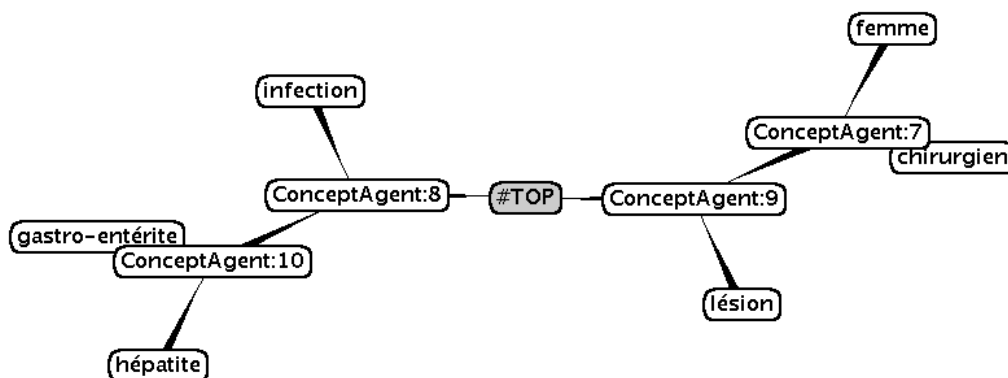 femme
infection
ConceptAgent:7
chirurgien
ConceptAgent:8
#TOP
ConceptAgent:9
gastro-entérite
ConceptAgent:10
lésion
hépatite